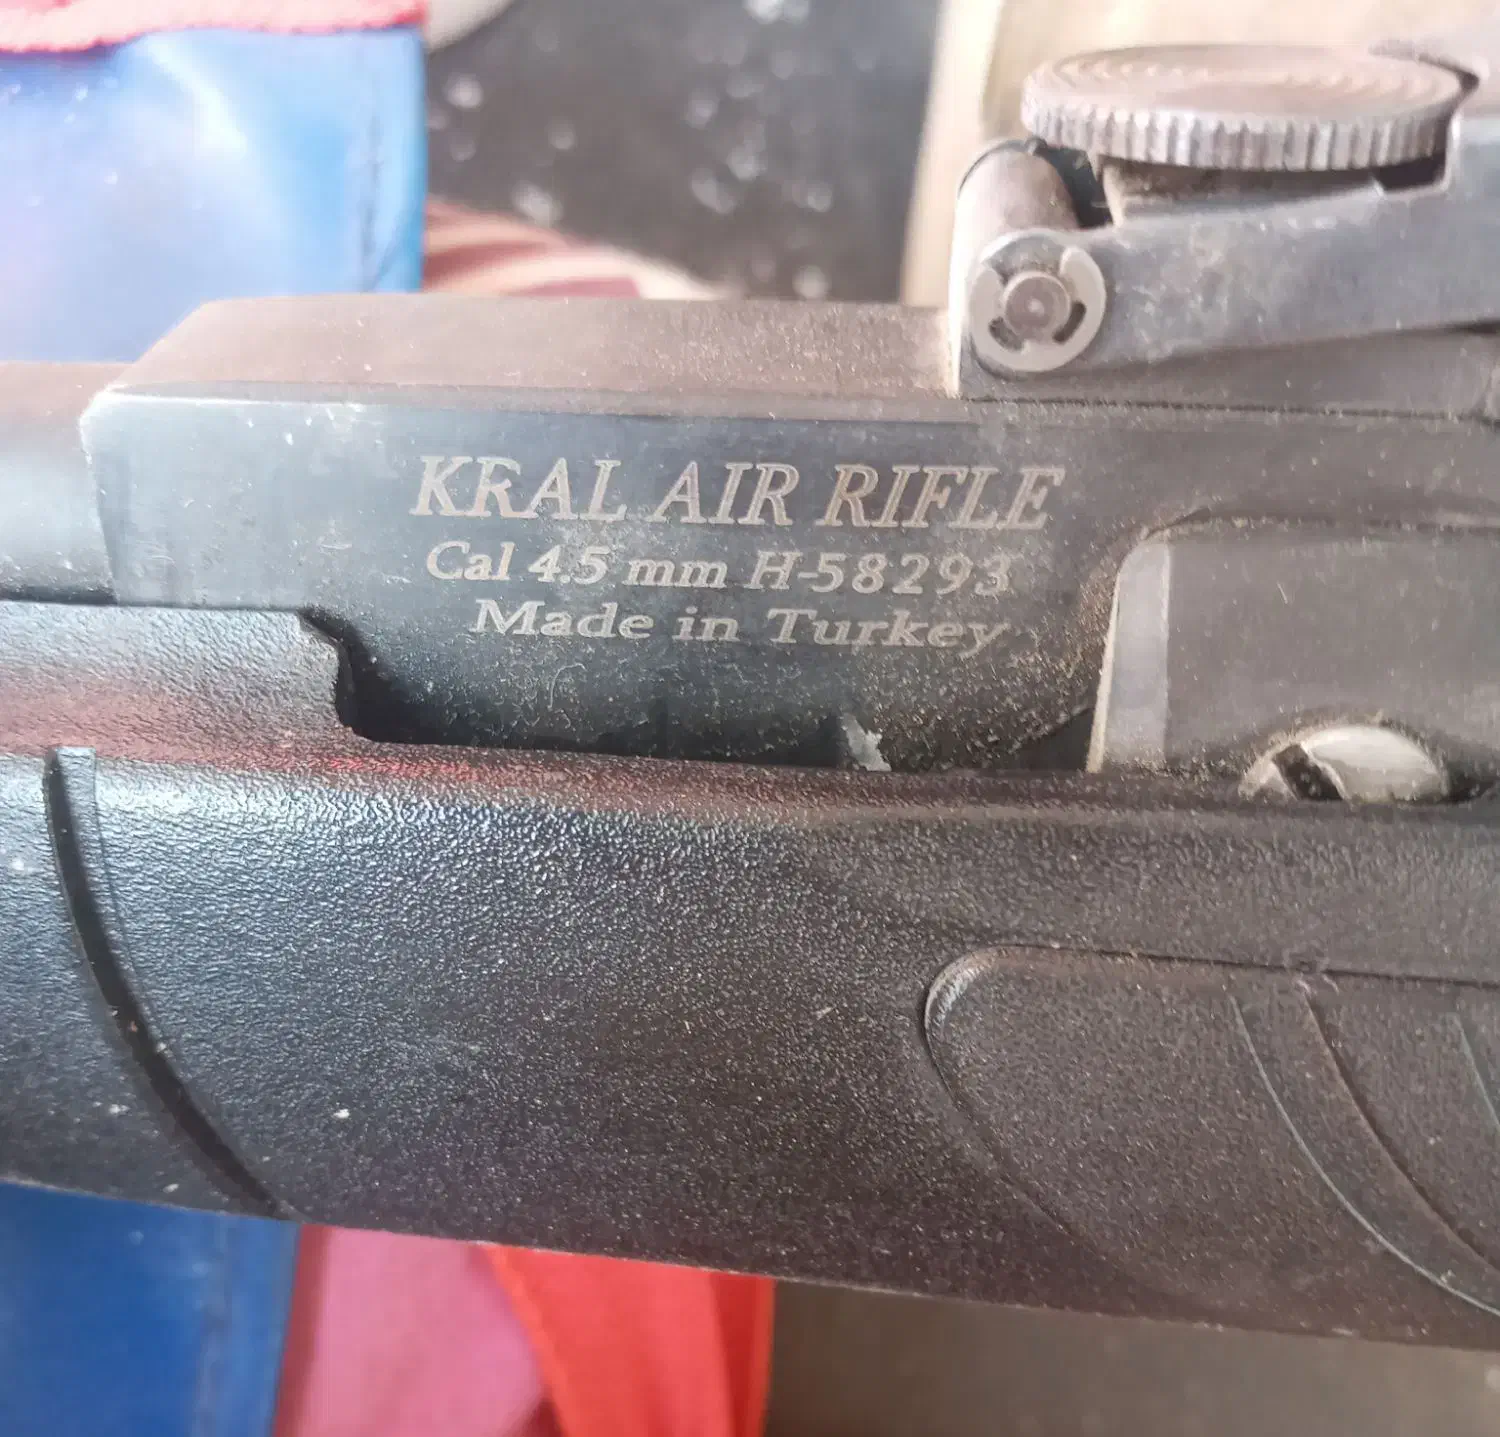 KRAL AIR RIFLE
Cal 4.5 mm H-58293
Made in Turkey